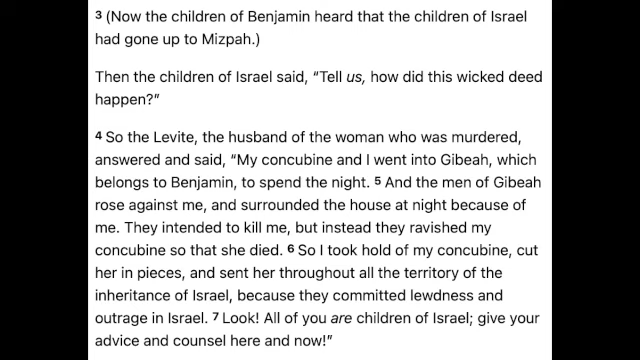 3 (Now the children of Benjamin heard that the children of Israel
had gone up to Mizpah.)
Then the children of Israel said, “Tell us, how did this wicked deed
happen?”
4 So the Levite, the husband of the woman who was murdered,
answered and said, “My concubine and I went into Gibeah, which
belongs to Benjamin, to spend the night. 5 And the men of Gibeah
rose against me, and surrounded the house at night because of
me. They intended to kill me, but instead they ravished my
concubine so that she died. 6 So I took hold of my concubine, cut
her in pieces, and sent her throughout all the territory of the
inheritance of Israel, because they committed lewdness and
outrage in Israel. 7 Look! All of you are children of Israel; give your
advice and counsel here and now!”